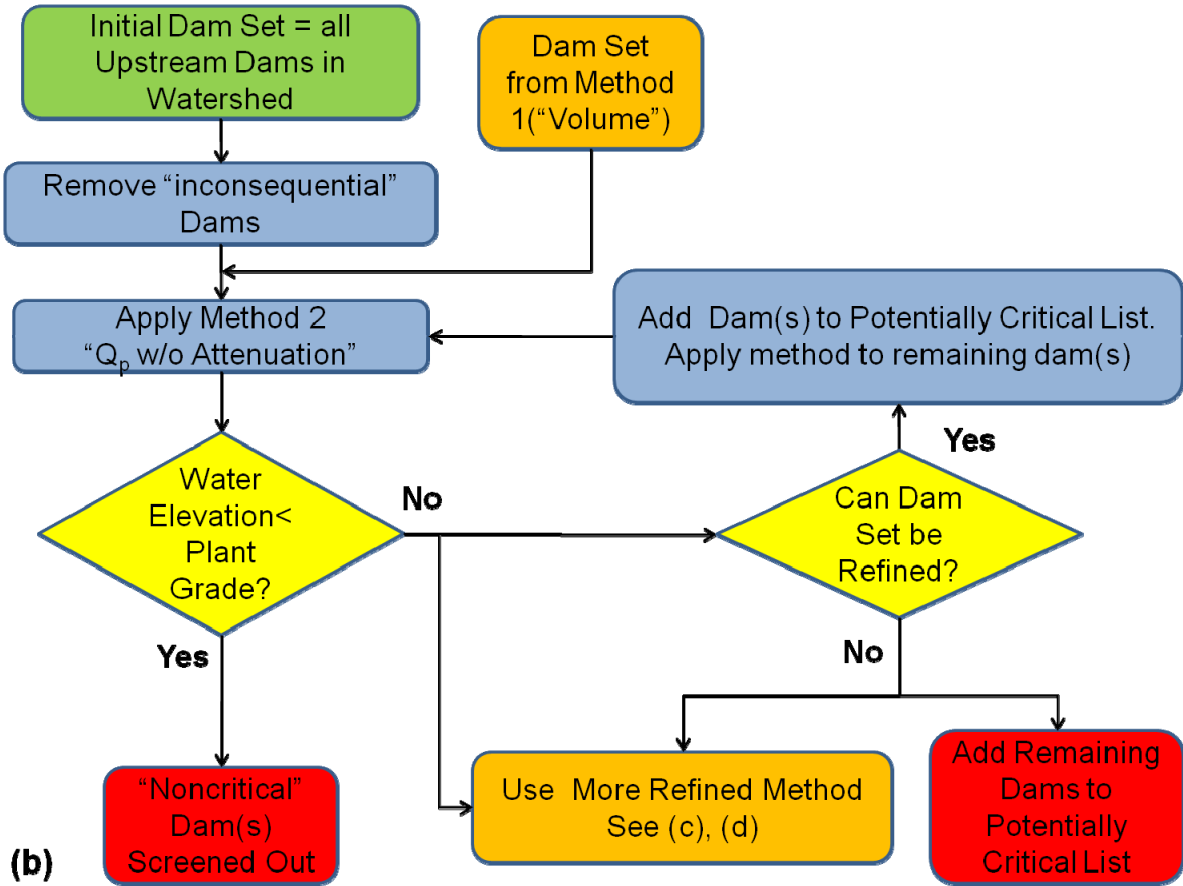 Initial Dam Set = all
Upstream Dams in
Watershed
Dam Set
from Method
1(“Volume”)
Remove “inconsequential”
Dams
Apply Method 2
“Qp w/o Attenuation”
Add Dam(s) to Potentially Critical List.
Apply method to remaining dam(s)
Water
Elevation<
Plant
Grade?
No
Yes
Can Dam
Set be
Refined?
Yes
No
“Noncritical”
Dam(s)
Screened Out
Use More Refined Method
See (c), (d)
Add Remaining
Dams to
Potentially
Critical List
(b)